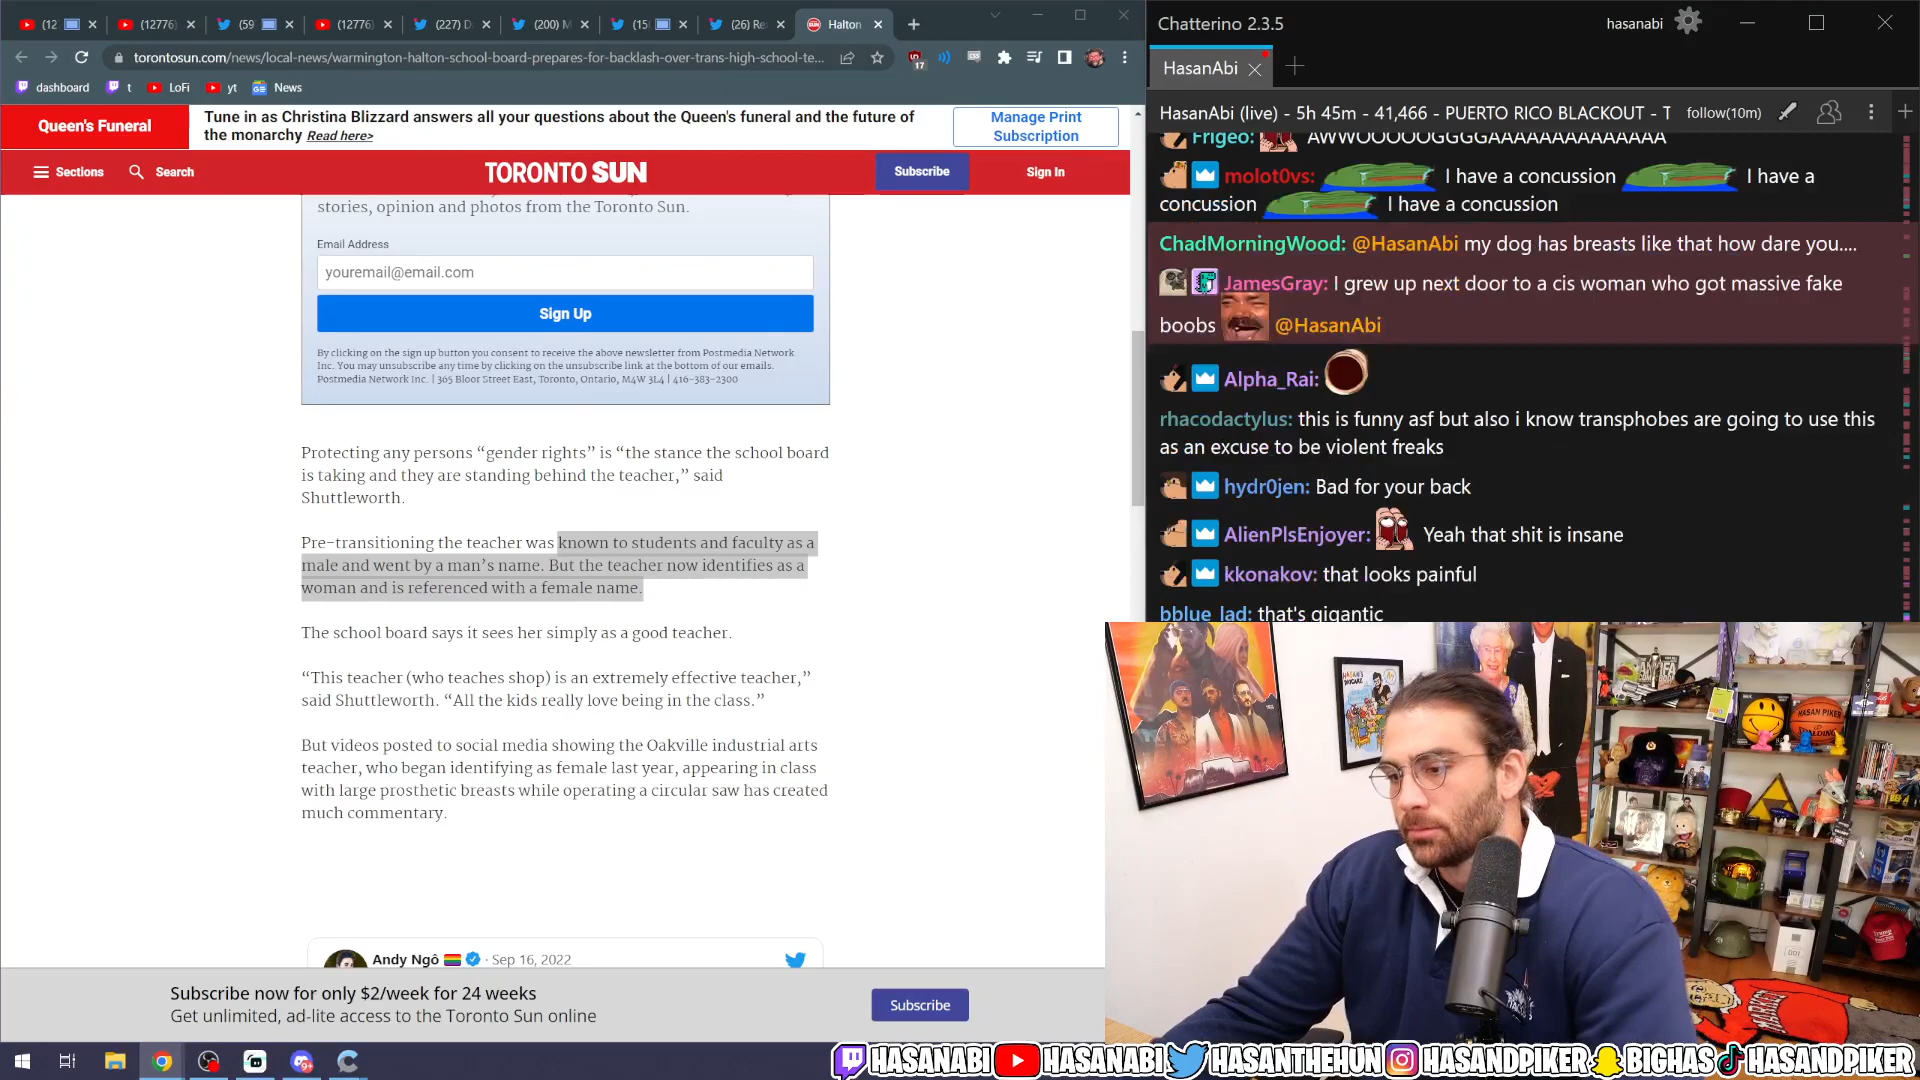 (12
(12776)
(59
(12776)
(227) D
(200) M
(15
(26) Re
Halton
torontosun.com/news/local-news/warmington-halton-school-board-prepares-for-backlash-over-trans-high-school-te...
17
dashboard
t
LoFi
yt
News
Queen's Funeral
Tune in as Christina Blizzard answers all your questions about the Queen's funeral and the future of
the monarchy Read here>
Manage Print
Subscription
Sections
Search
TORONTO SUN
Subscribe
Sign In
stories, opinion and photos from the Toronto Sun.
Email Address
youremail@email.com
Sign Up
By clicking on the sign up button you consent to receive the above newsletter from Postmedia Network
Inc. You may unsubscribe any time by clicking on the unsubscribe link at the bottom of our emails.
Postmedia Network Inc. | 365 Bloor Street East, Toronto, Ontario, M4W 3L4 | 416-383-2300
Protecting any persons “gender rights” is “the stance the school board
is taking and they are standing behind the teacher,” said
Shuttleworth.
Pre-transitioning the teacher was known to students and faculty as a
male and went by a man’s name. But the teacher now identifies as a
woman and is referenced with a female name.
The school board says it sees her simply as a good teacher.
“This teacher (who teaches shop) is an extremely effective teacher,”
said Shuttleworth. “All the kids really love being in the class.”
But videos posted to social media showing the Oakville industrial arts
teacher, who began identifying as female last year, appearing in class
with large prosthetic breasts while operating a circular saw has created
much commentary.
Andy Ngô · Sep 16, 2022
Subscribe now for only $2/week for 24 weeks
Get unlimited, ad-lite access to the Toronto Sun online
Subscribe
Chatterino 2.3.5
hasanabi
HasanAbi
HasanAbi (live) - 5h 45m - 41,466 - PUERTO RICO BLACKOUT - T
follow(10m)
Frigeo: AWWOOOOOGGGGAAAAAAAAAAAAAA
molot0vs: I have a concussion I have a
concussion I have a concussion
ChadMorningWood: @HasanAbi my dog has breasts like that how dare you....
JamesGray: I grew up next door to a cis woman who got massive fake
boobs @HasanAbi
Alpha_Rai:
rhacodactylus: this is funny asf but also i know transphobes are going to use this
as an excuse to be violent freaks
hydr0jen: Bad for your back
AlienPlsEnjoyer: Yeah that shit is insane
kkonakov: that looks painful
bblue_lad: that's gigantic
HASAN PIKER
SPALDING
001
Trump
HASANABI
HASANABI
HASANTHEHUN
HASANDPIKER
BIGHAS
HASANDPIKER